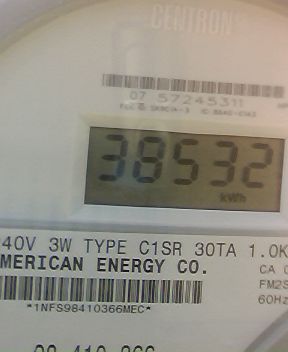 CENTRON
07 57245311
38532
kWh
40V 3W TYPE C1SR 30TA 1.0K
MERICAN ENERGY CO.
CA 0
FM2S
60Hz
*1NFS98410366MEC*